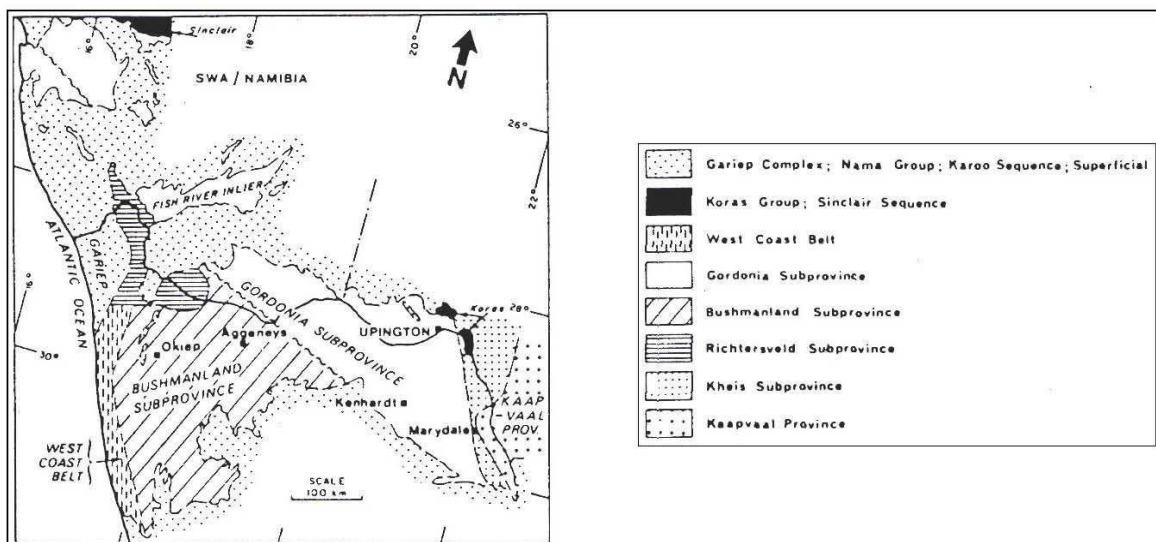 Sinclair
16°
18°
20°
SWA / NAMIBIA
N
26°
22°
FISH RIVER INLIER
ATLANTIC OCEAN
GARIEP
16°
GORDONIA SUBPROVINCE
Koras
28°
UPINGTON
Aggeneys
Okiep
30°
BUSHMANLAND
SUBPROVINCE
Kenhardt
Marydale
KAAP
-VAAL
PROV.
WEST
COAST
BELT
SCALE
100 km
Gariep Complex; Nama Group; Karoo Sequence; Superficial
Koras Group; Sinclair Sequence
West Coast Belt
Gordonia Subprovince
Bushmanland Subprovince
Richtersveld Subprovince
Kheis Subprovince
Kaapvaal Province